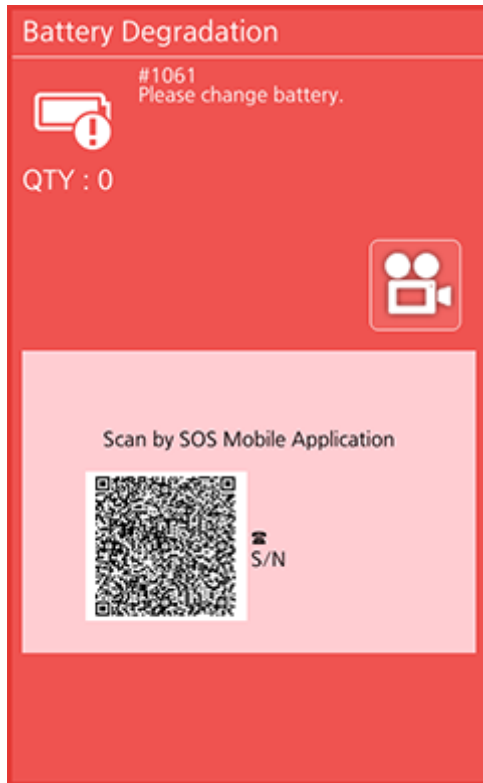 Battery Degradation
#1061
Please change battery.
QTY : 0
Scan by SOS Mobile Application
☎
S/N